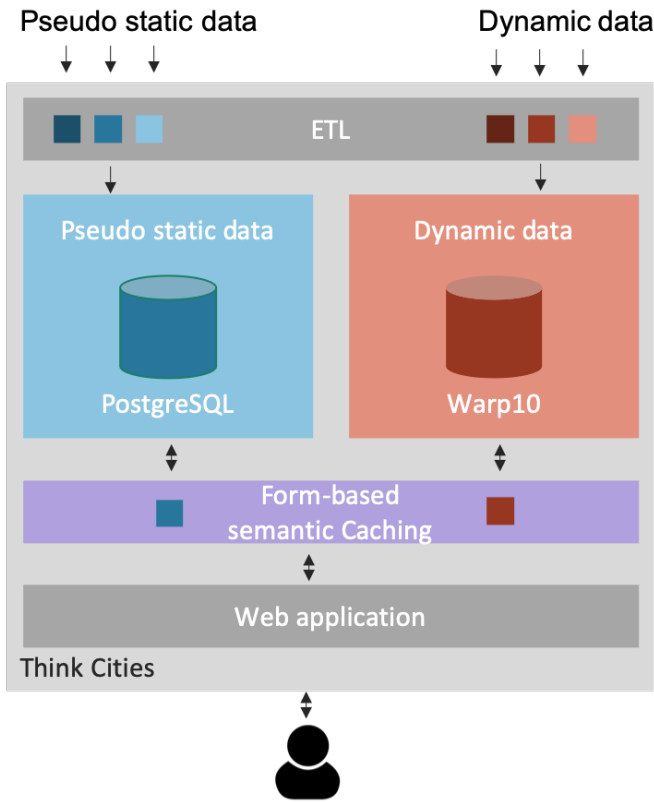 Pseudo static data
Dynamic data
ETL
Pseudo static data
Dynamic data
PostgreSQL
Warp10
Form-based
semantic Caching
Web application
Think Cities